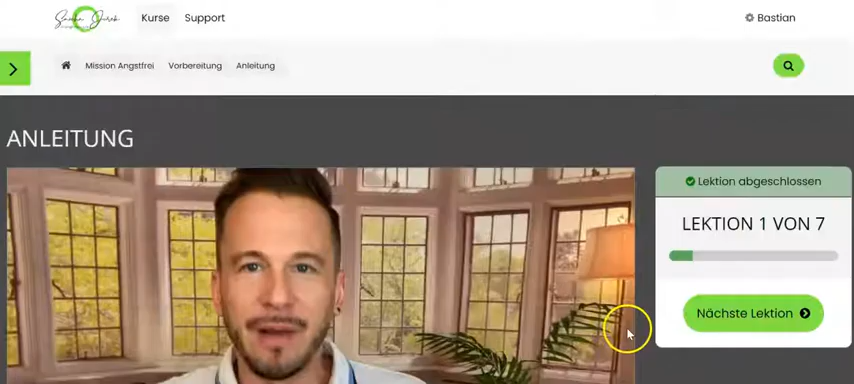 Kurse Support Bastian
Mission Angstfrei Vorbereitung Anleitung
ANLEITUNG
Lektion abgeschlossen
LEKTION 1 VON 7
Nächste Lektion